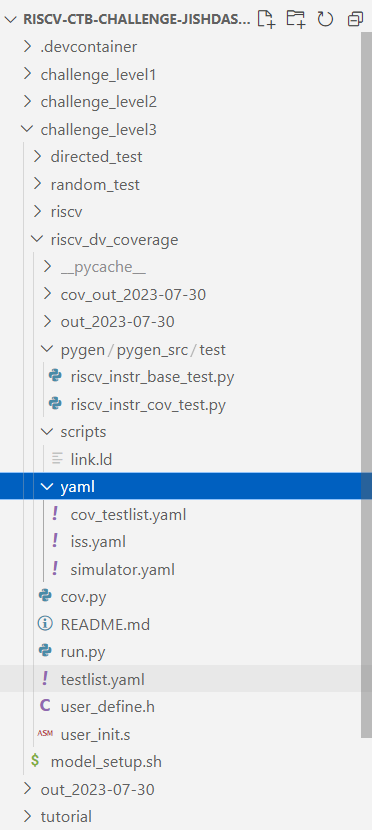 RISCV-CTB-CHALLENGE-JISHDAS...
.devcontainer
challenge_level1
challenge_level2
challenge_level3
directed_test
random_test
riscv
riscv_dv_coverage
__pycache__
cov_out_2023-07-30
out_2023-07-30
pygen/pygen_src/test
riscv_instr_base_test.py
riscv_instr_cov_test.py
scripts
link.ld
yaml
! cov_testlist.yaml
! iss.yaml
! simulator.yaml
cov.py
README.md
run.py
! testlist.yaml
C user_define.h
ASM user_init.s
$ model_setup.sh
out_2023-07-30
tutorial